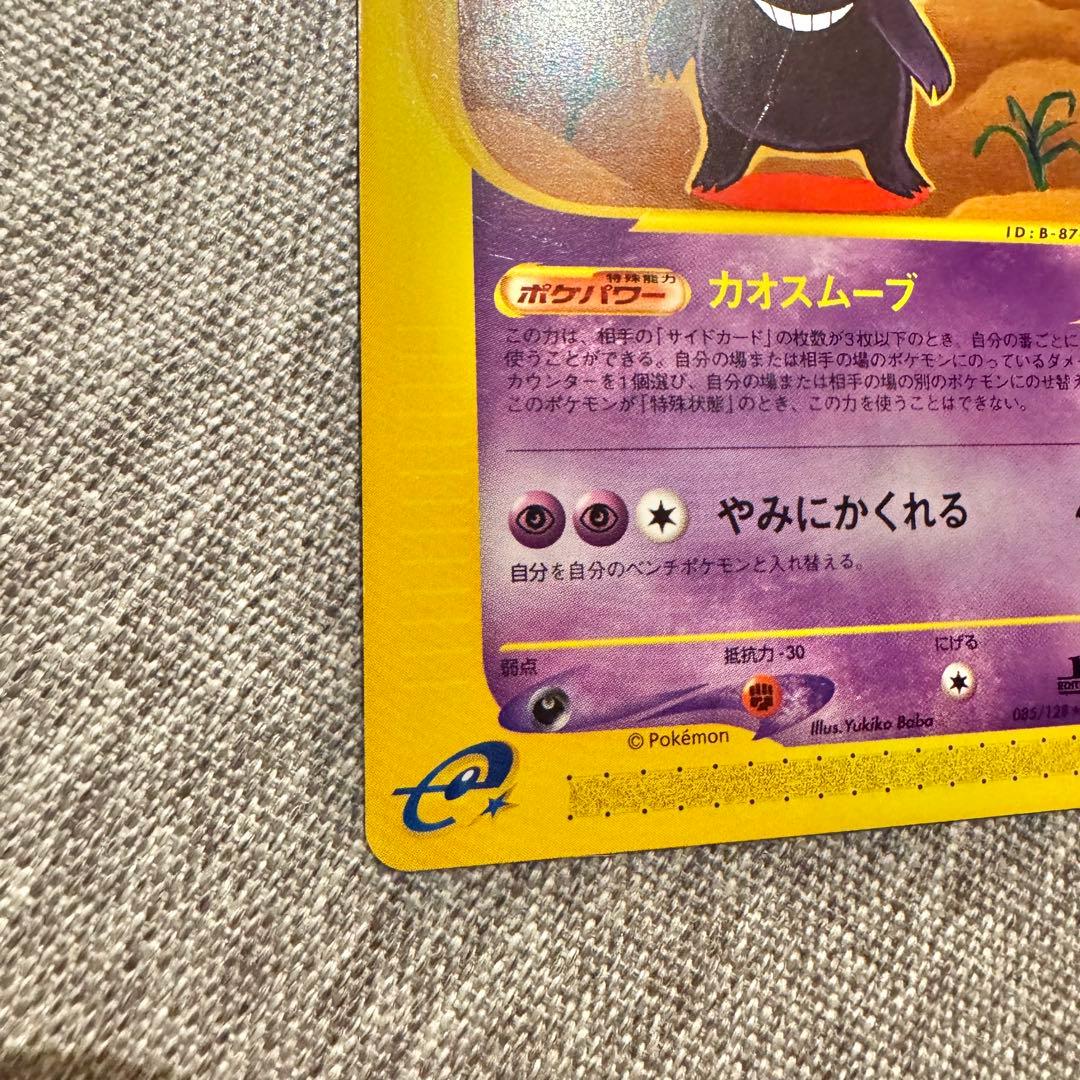 ID:B-87
特殊能力
ポケパワー カオスムーブ
この力は、相手の「サイドカード」の枚数が3枚以下のとき、自分の番ごとに
使うことができる。自分の場または相手の場のポケモンにのっているダメー
カウンターを1個選び、自分の場または相手の場の別のポケモンにのせ替え
このポケモンが「特殊状態」のとき、この力を使うことはできない。
やみにかくれる
自分を自分のベンチポケモンと入れ替える。
弱点 抵抗力 -30 にげる
Illus. Yukiko Baba 085/128
© Pokémon